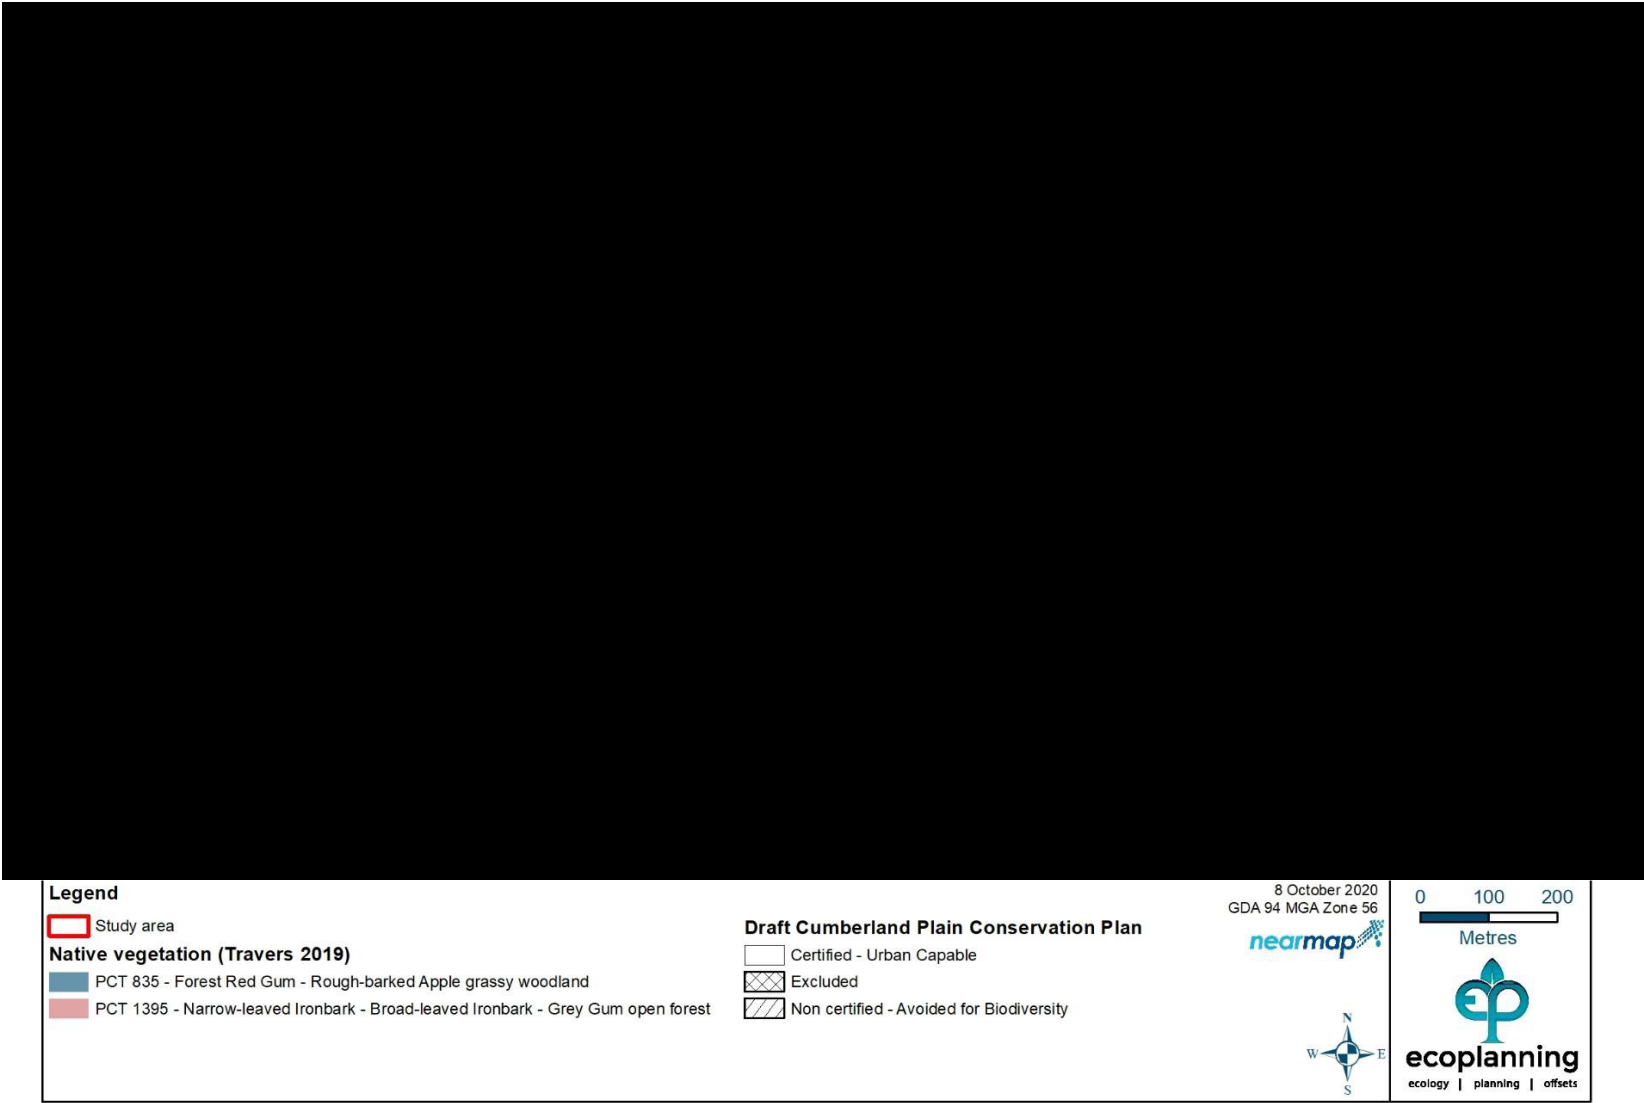 Legend
Study area
Native vegetation (Travers 2019)
PCT 835 - Forest Red Gum - Rough-barked Apple grassy woodland
PCT 1395 - Narrow-leaved Ironbark - Broad-leaved Ironbark - Grey Gum open forest
Draft Cumberland Plain Conservation Plan
Certified - Urban Capable
Excluded
Non certified - Avoided for Biodiversity
8 October 2020
GDA 94 MGA Zone 56
nearmap
N
W E
S
0 100 200
Metres
ep
ecoplanning
ecology | planning | offsets